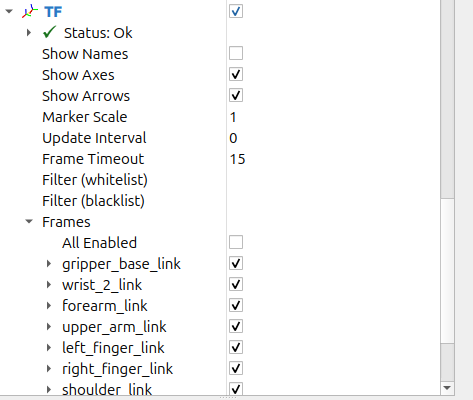 TF
Status: Ok
Show Names
Show Axes
Show Arrows
Marker Scale 1
Update Interval 0
Frame Timeout 15
Filter (whitelist)
Filter (blacklist)
Frames
All Enabled
gripper_base_link
wrist_2_link
forearm_link
upper_arm_link
left_finger_link
right_finger_link
shoulder_link